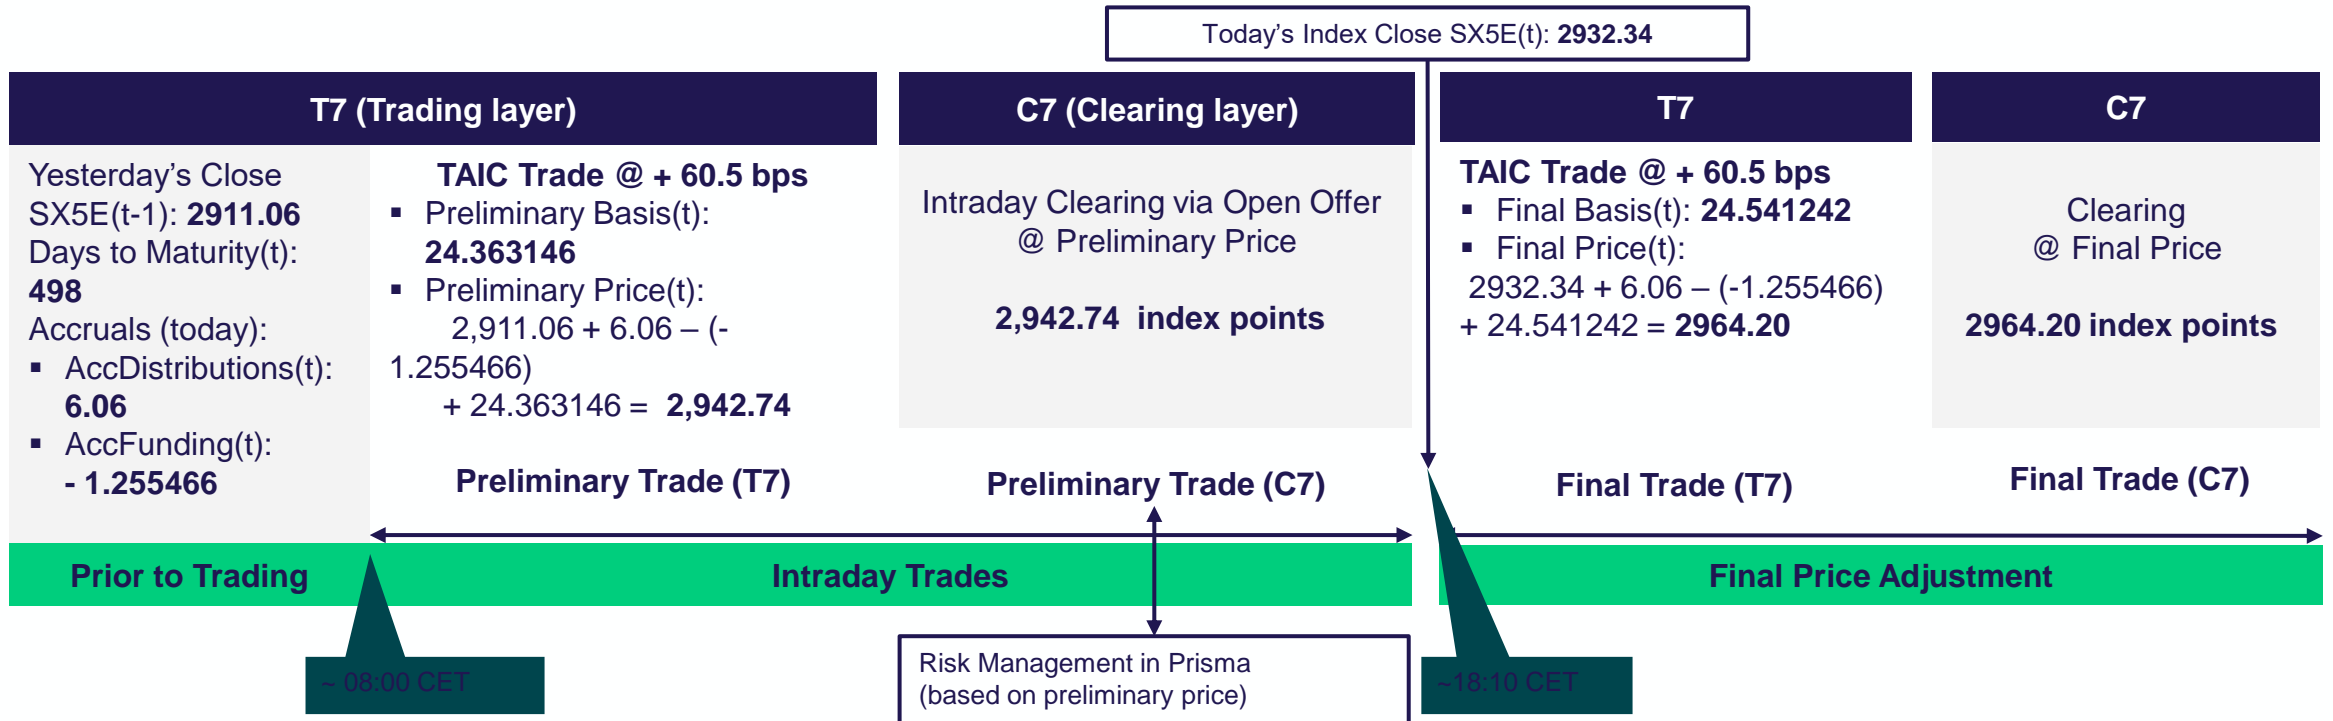 Today's Index Close SX5E(t): 2932.34
T7 (Trading layer)
Yesterday's Close
SX5E(t-1): 2911.06
Days to Maturity(t):
498
Accruals (today):
▪ AccDistributions(t):
6.06
▪ AccFunding(t):
- 1.255466
TAIC Trade @ + 60.5 bps
▪ Preliminary Basis(t):
24.363146
▪ Preliminary Price(t):
2,911.06 + 6.06 – (-
1.255466)
+ 24.363146 = 2,942.74
Preliminary Trade (T7)
C7 (Clearing layer)
Intraday Clearing via Open Offer
@ Preliminary Price
2,942.74 index points
Preliminary Trade (C7)
T7
TAIC Trade @ + 60.5 bps
▪ Final Basis(t): 24.541242
▪ Final Price(t):
2932.34 + 6.06 – (-1.255466)
+ 24.541242 = 2964.20
Final Trade (T7)
C7
Clearing
@ Final Price
2964.20 index points
Final Trade (C7)
Prior to Trading
Intraday Trades
Final Price Adjustment
~ 08:00 CET
Risk Management in Prisma
(based on preliminary price)
~18:10 CET